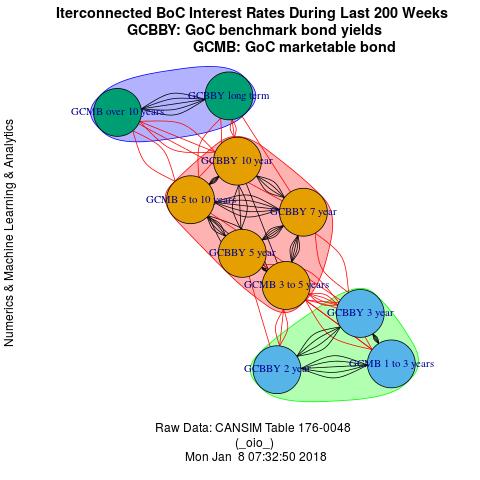 Iterconnected BoC Interest Rates During Last 200 Weeks
GCBBY: GoC benchmark bond yields
GCMB: GoC marketable bond
Numerics & Machine Learning & Analytics
GCBBY long term
GCMB over 10 years
GCBBY 10 year
GCMB 5 to 10 years
GCBBY 7 year
GCBBY 5 year
GCMB 3 to 5 years
GCBBY 3 year
GCBBY 2 year
GCMB 1 to 3 years
Raw Data: CANSIM Table 176-0048
(_oio_)
Mon Jan  8 07:32:50 2018